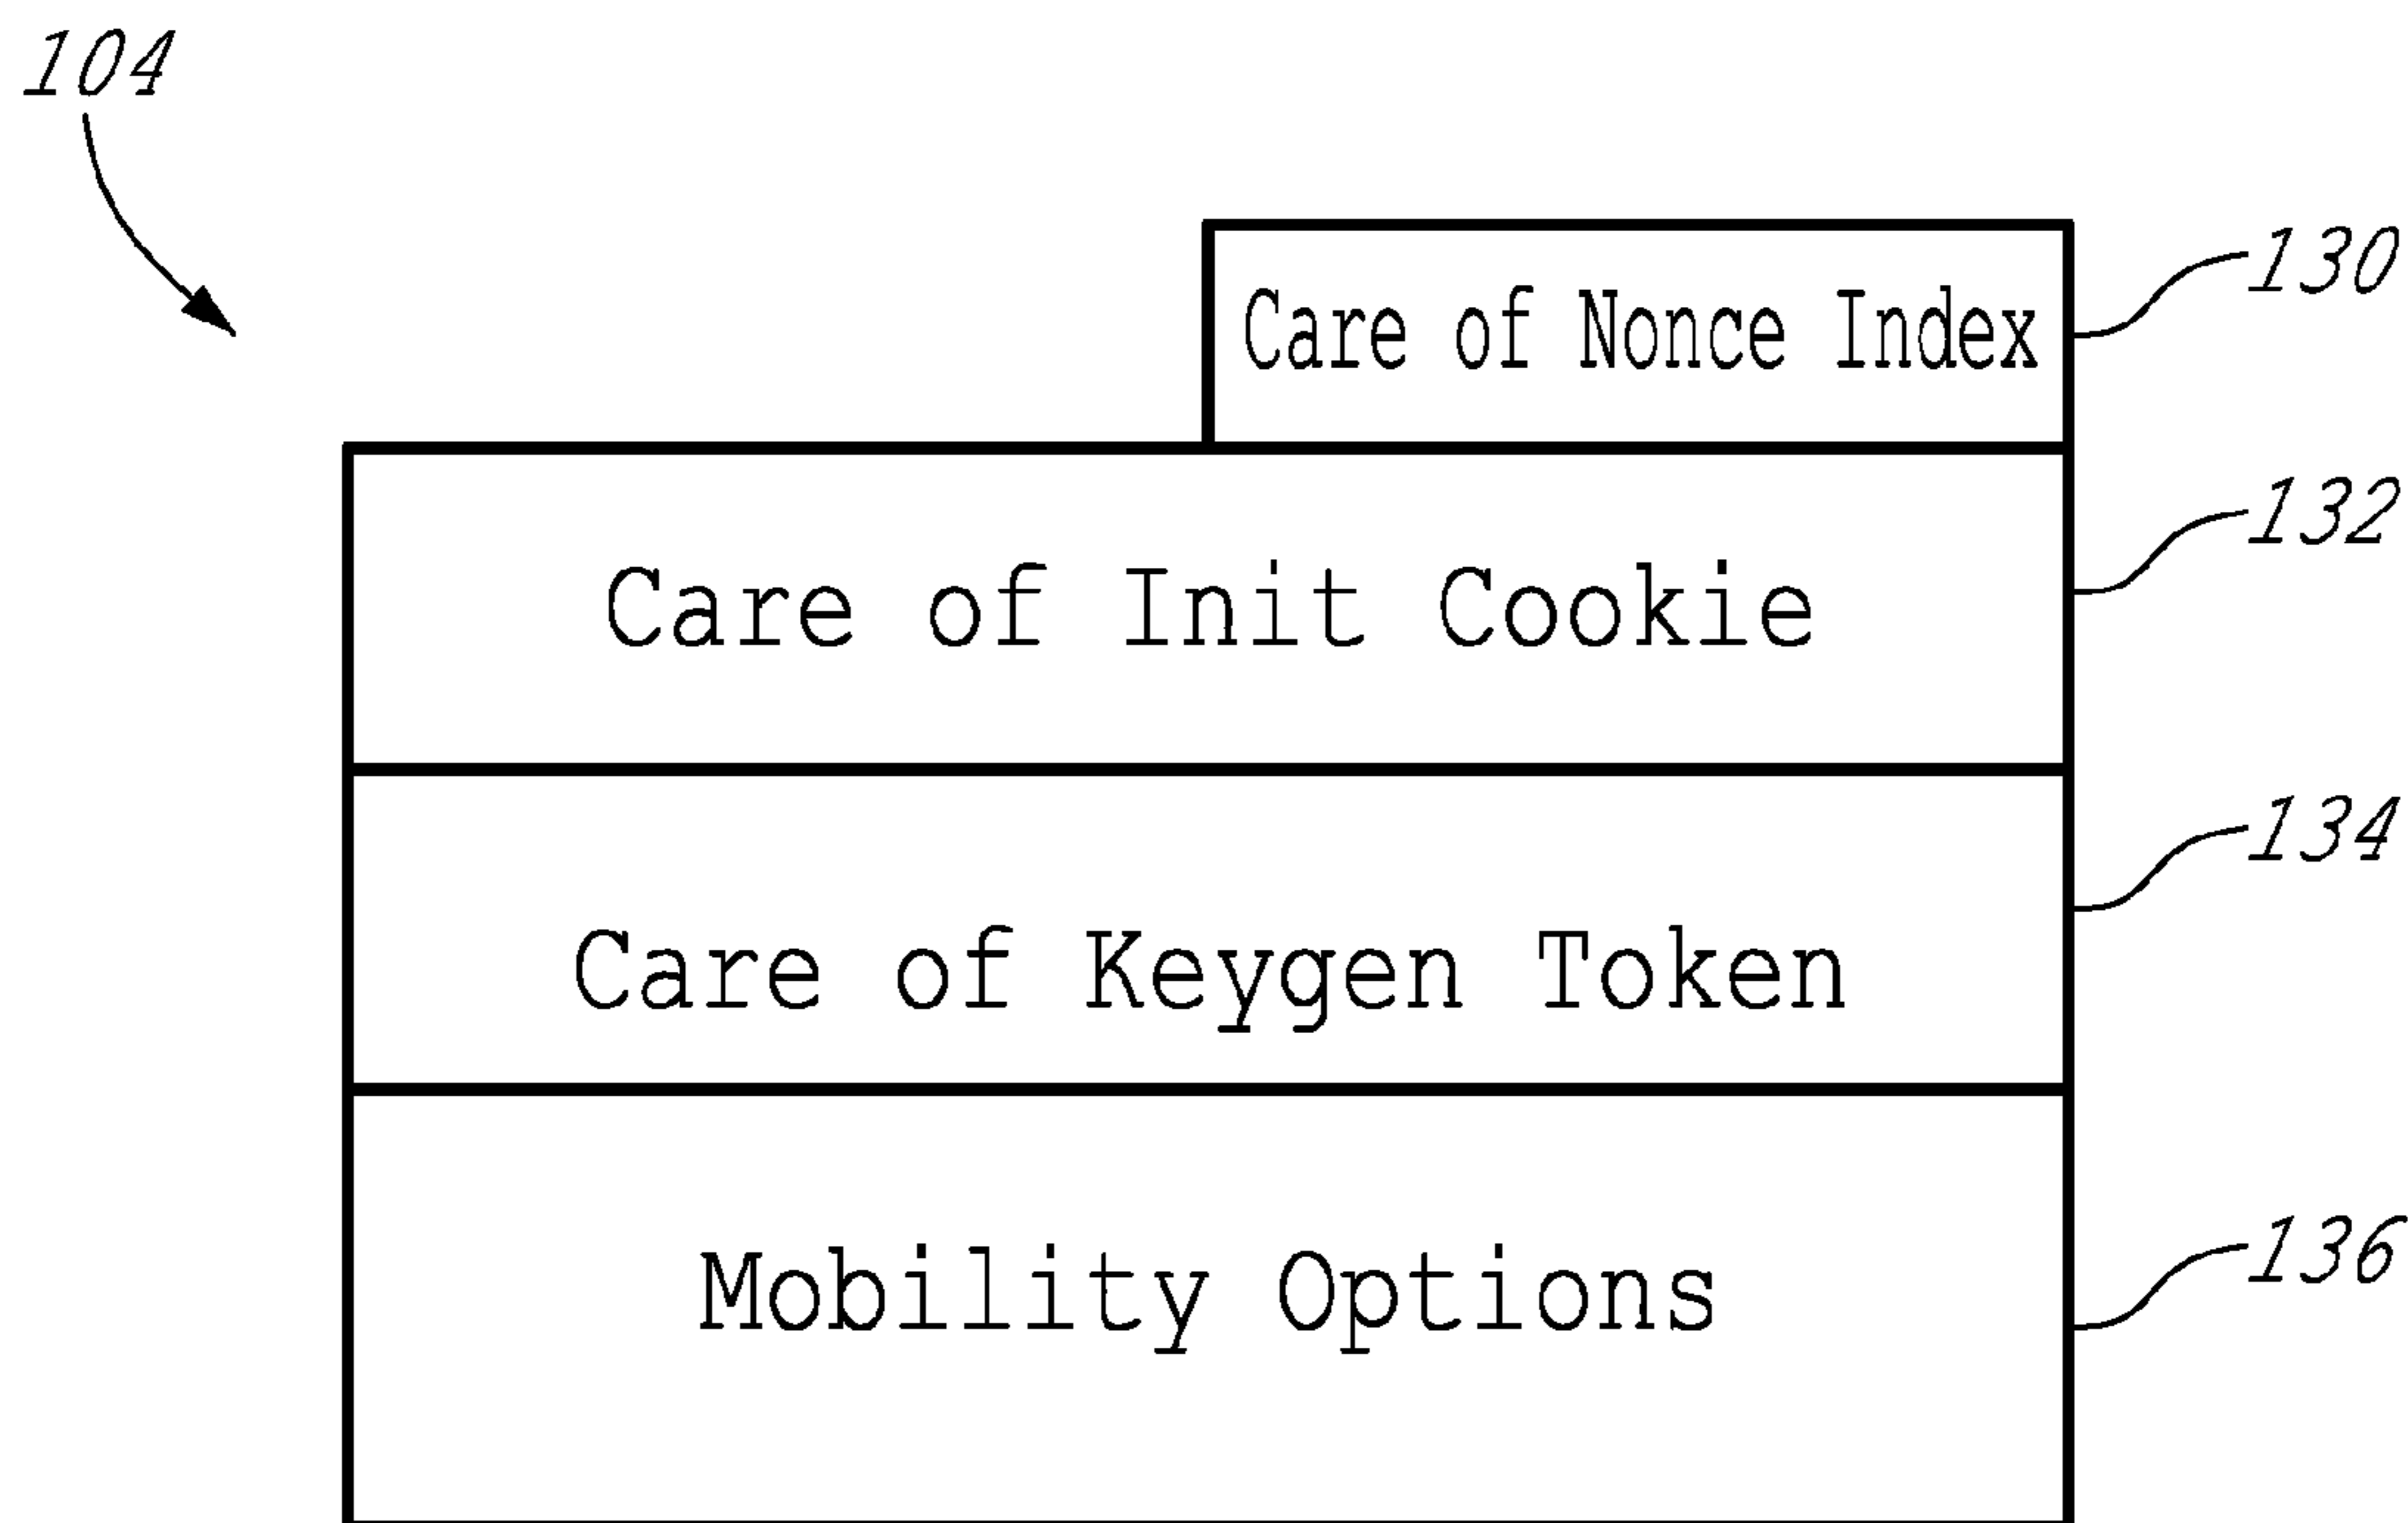 104
Care of Nonce Index
130
Care of Init Cookie
132
Care of Keygen Token
134
Mobility Options
136